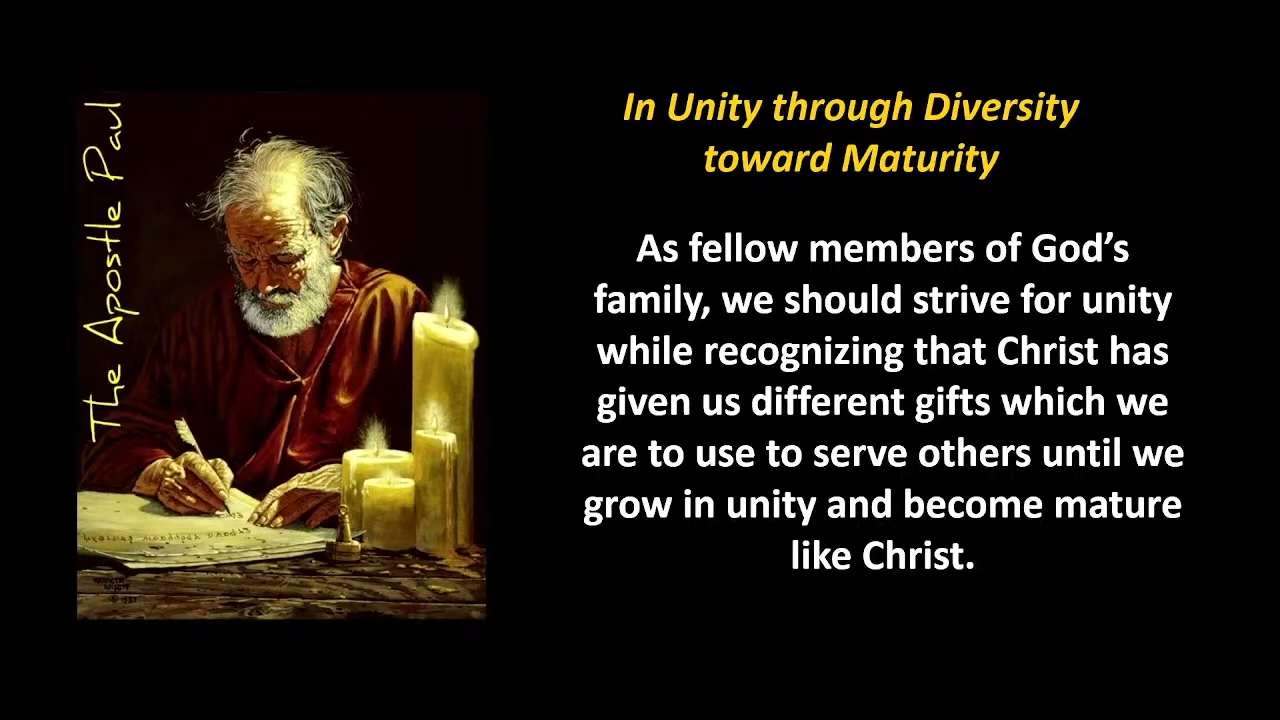 The Apostle Paul
In Unity through Diversity
toward Maturity
As fellow members of God’s
family, we should strive for unity
while recognizing that Christ has
given us different gifts which we
are to use to serve others until we
grow in unity and become mature
like Christ.